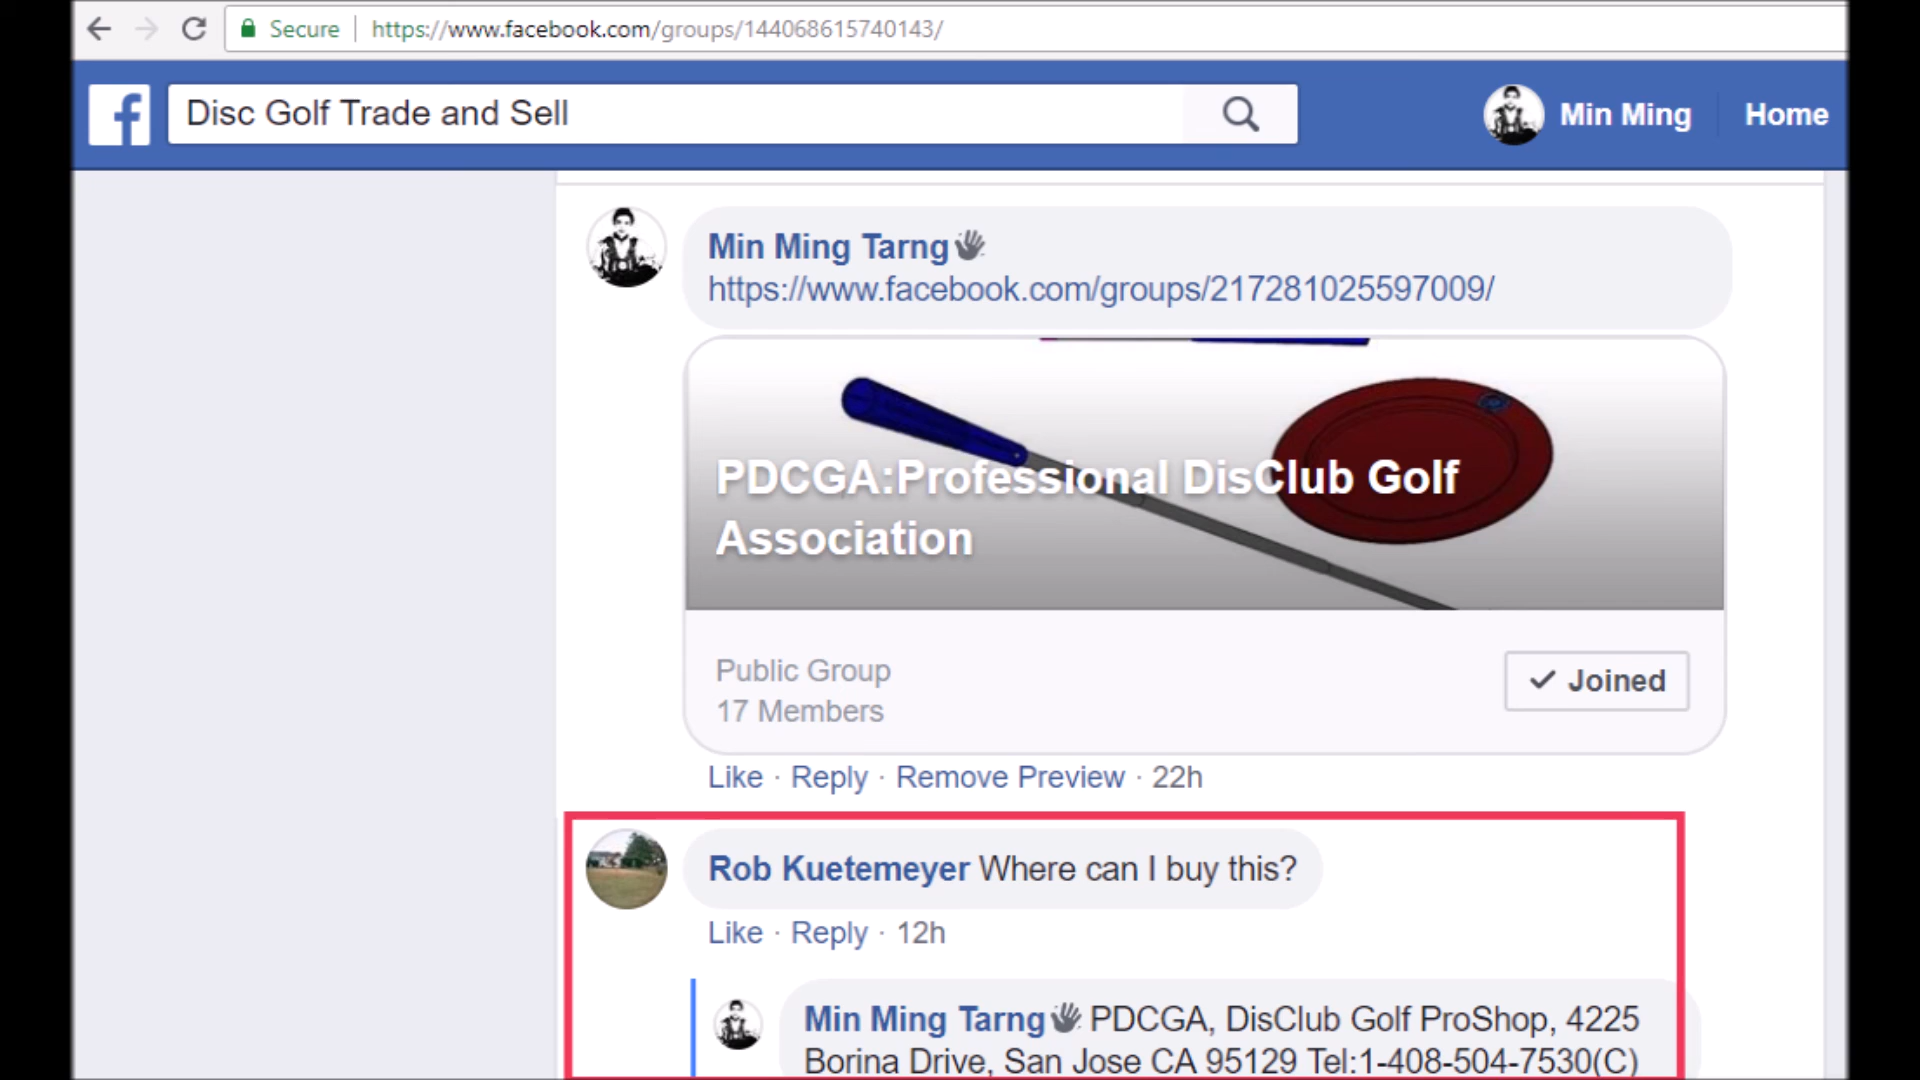 Secure https://www.facebook.com/groups/144068615740143/
f Disc Golf Trade and Sell Min Ming Home
Min Ming Tarng
https://www.facebook.com/groups/217281025597009/
PDCGA:Professional DisClub Golf
Association
Public Group
17 Members
Joined
Like · Reply · Remove Preview · 22h
Rob Kuetemeyer Where can I buy this?
Like · Reply · 12h
Min Ming Tarng PDCGA, DisClub Golf ProShop, 4225
Borina Drive, San Jose CA 95129 Tel:1-408-504-7530(C)